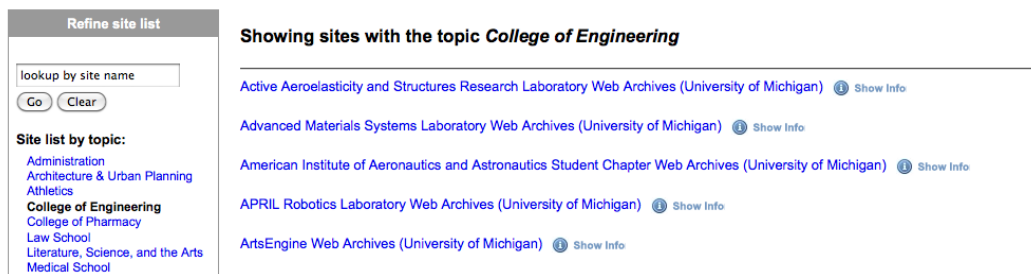 Refine site list
lookup by site name
Go Clear
Site list by topic:
Administration
Architecture & Urban Planning
Athletics
College of Engineering
College of Pharmacy
Law School
Literature, Science, and the Arts
Medical School
Showing sites with the topic College of Engineering
Active Aeroelasticity and Structures Research Laboratory Web Archives (University of Michigan) Show Info
Advanced Materials Systems Laboratory Web Archives (University of Michigan) Show Info
American Institute of Aeronautics and Astronautics Student Chapter Web Archives (University of Michigan) Show Info
APRIL Robotics Laboratory Web Archives (University of Michigan) Show Info
ArtsEngine Web Archives (University of Michigan) Show Info